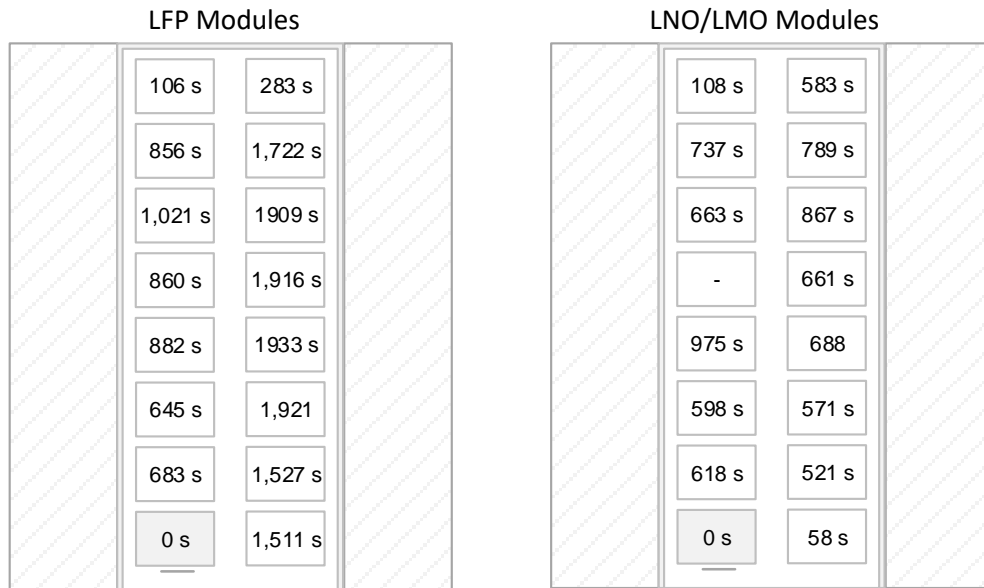 LFP Modules
106 s 283 s
856 s 1,722 s
1,021 s 1909 s
860 s 1,916 s
882 s 1933 s
645 s 1,921
683 s 1,527 s
0 s 1,511 s
LNO/LMO Modules
108 s 583 s
737 s 789 s
663 s 867 s
- 661 s
975 s 688
598 s 571 s
618 s 521 s
0 s 58 s